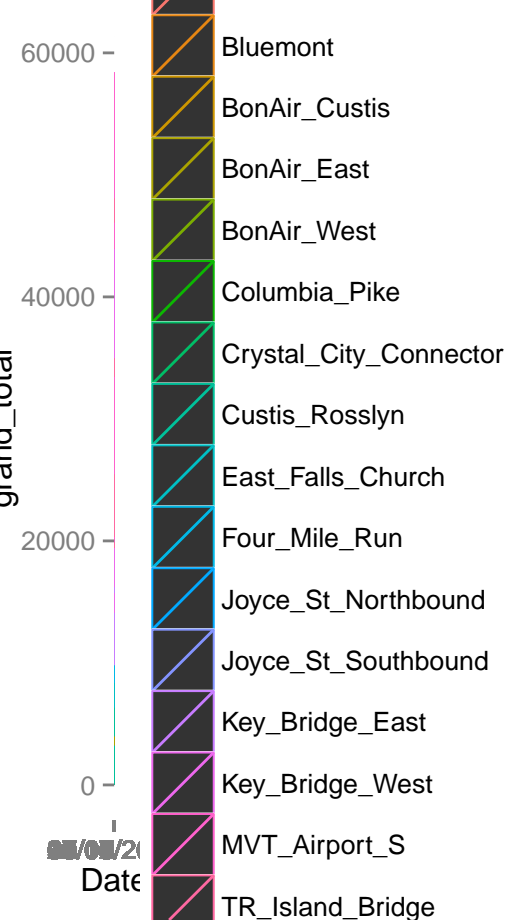 60000
40000
20000
0
grand_total
Date
Bluemont
BonAir_Custis
BonAir_East
BonAir_West
Columbia_Pike
Crystal_City_Connector
Custis_Rosslyn
East_Falls_Church
Four_Mile_Run
Joyce_St_Northbound
Joyce_St_Southbound
Key_Bridge_East
Key_Bridge_West
MVT_Airport_S
TR_Island_Bridge